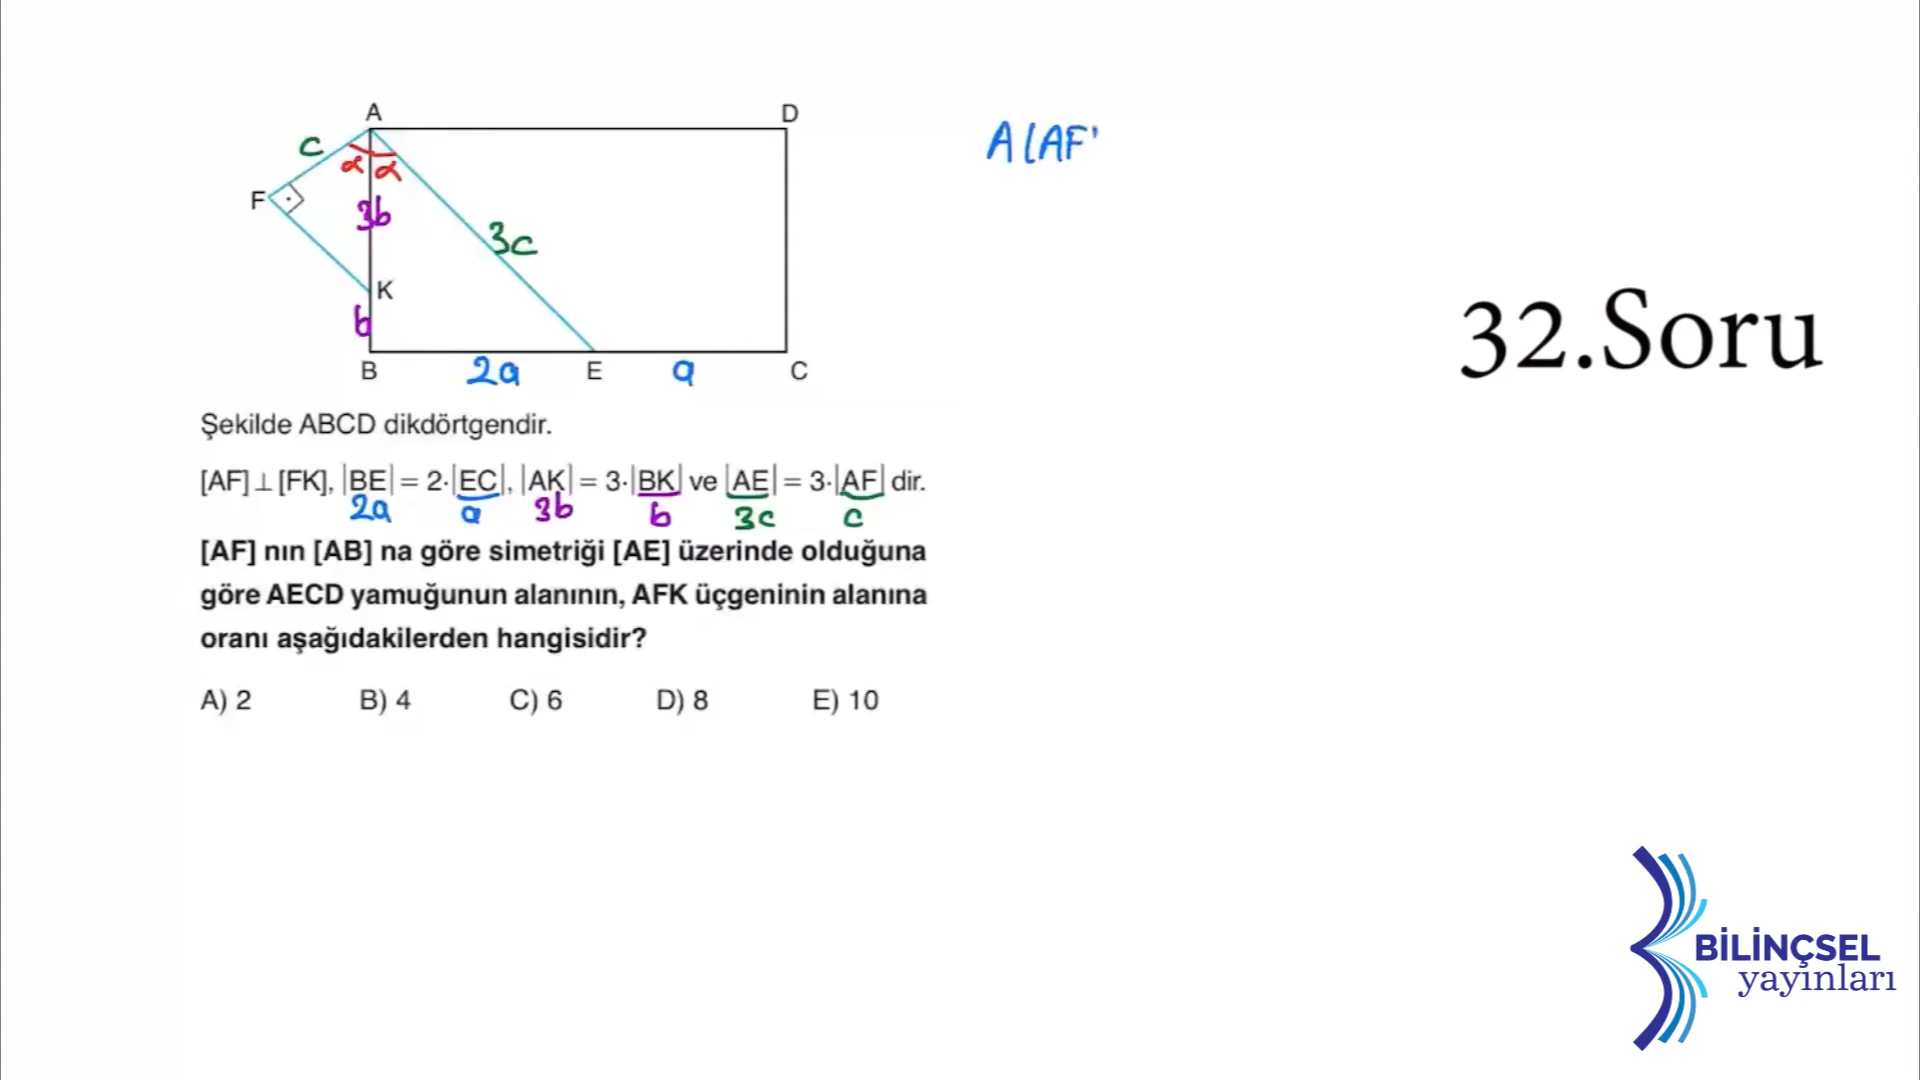 A D
A(AF'
c
α α
F
3b
3c
32.Soru
K
b
B 2a E a C
Şekilde ABCD dikdörtgendir.
[AF]⊥[FK], |BE| = 2·|EC|, |AK| = 3·|BK| ve |AE| = 3·|AF| dir.
2a a 3b b 3c c
[AF] nın [AB] na göre simetriği [AE] üzerinde olduğuna
göre AECD yamuğunun alanının, AFK üçgeninin alanına
oranı aşağıdakilerden hangisidir?
A) 2 B) 4 C) 6 D) 8 E) 10
BİLİNÇSEL
yayınları